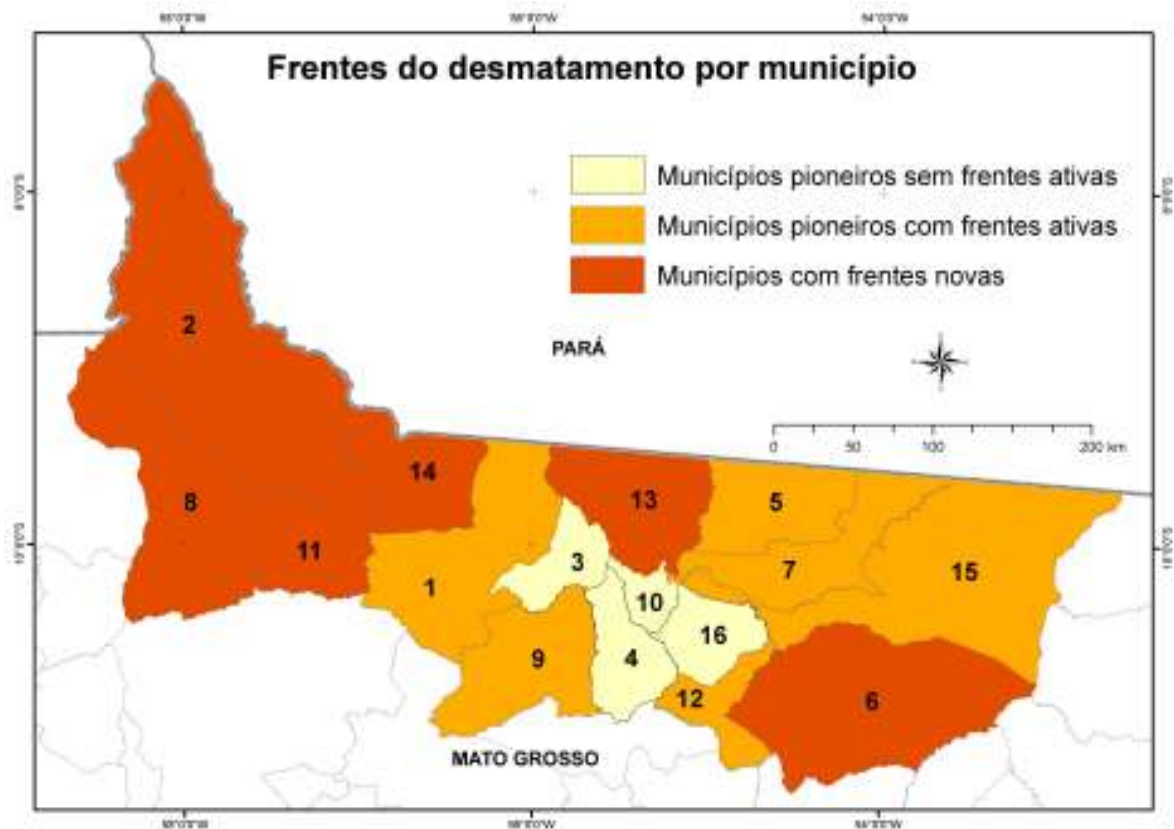 Frentes do desmatamento por município
Municípios pioneiros sem frentes ativas
Municípios pioneiros com frentes ativas
Municípios com frentes novas
2
PARÁ
0 50 100 200 km
14
13
5
8
11
3
7
15
1
10
16
9
4
12
6
MATO GROSSO